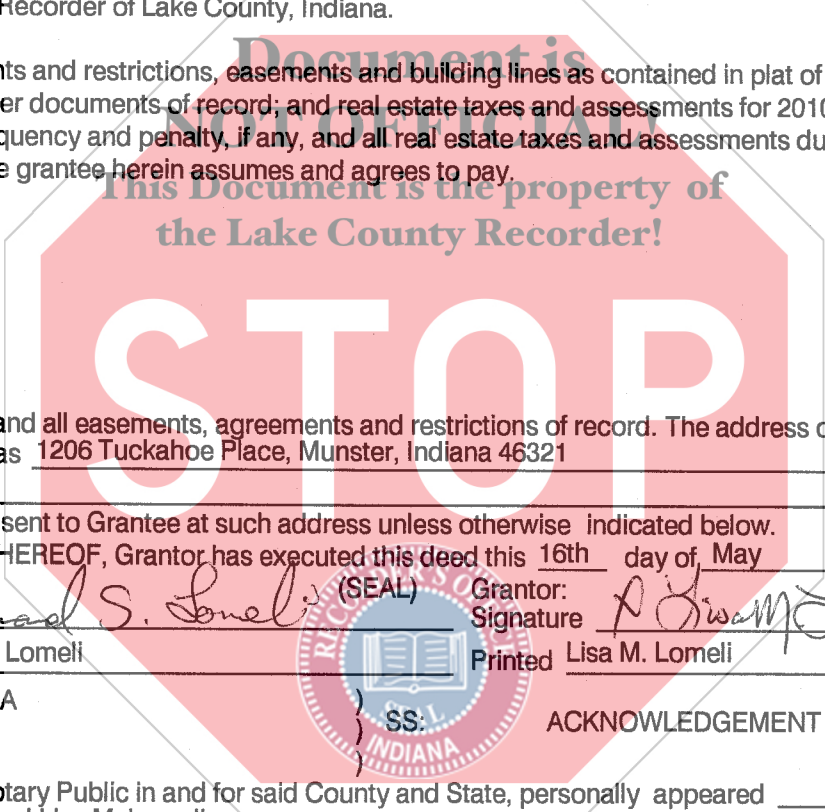 Recorder of Lake County, Indiana.
Document is
nts and restrictions, easements and building lines as contained in plat of
er documents of record; and real estate taxes and assessments for 2010
NOT OFFICIAL!
quency and penalty, if any, and all real estate taxes and assessments du
e grantee herein assumes and agrees to pay.
This Document is the property of
the Lake County Recorder!
STOP
and all easements, agreements and restrictions of record. The address o
as 1206 Tuckahoe Place, Munster, Indiana 46321
sent to Grantee at such address unless otherwise indicated below.
HEREOF, Grantor has executed this deed this 16th day of May
S. Lomeli (SEAL) Grantor:
Signature Lisa M
Lomeli Printed Lisa M. Lomeli
A )
) SS: ACKNOWLEDGEMENT
)
RECORDER'S OFFICE
SEAL
INDIANA
otary Public in and for said County and State, personally appeared